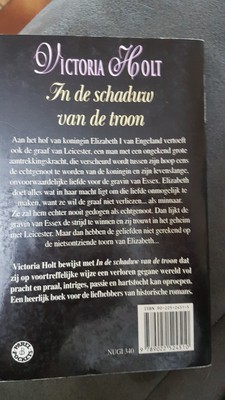 VICTORIA HOLT
In de schaduw
van de troon
Aan het hof van koningin Elizabeth I van Engeland vertoeft
ook de graaf van Leicester, een man met een ongekend grote
aantrekkingskracht, die verscheurd wordt tussen zijn hoop eens
de echtgenoot te worden van de koningin en zijn levenslange,
onvoorwaardelijke liefde voor de gravin van Essex. Elizabeth
doet alles wat in haar macht ligt om die liefde onmogelijk te
maken, want ze wil de graaf niet verliezen... als minnaar.
Ze zal hem echter nooit gedogen als echtgenoot. Dan lijkt de
gravin van Essex de strijd te winnen en zij trouwt in het geheim
met Leicester. Maar dan hebben de geliefden niet gerekend op
de nietsontziende toorn van Elizabeth...
Victoria Holt bewijst met In de schaduw van de troon dat
zij op voortreffelijke wijze een verloren gegane wereld vol
pracht en praal, intriges, passie en hartstocht kan oproepen.
Een heerlijk boek voor de liefhebbers van historische romans.
PAREL
POCKETS
NUGI 340